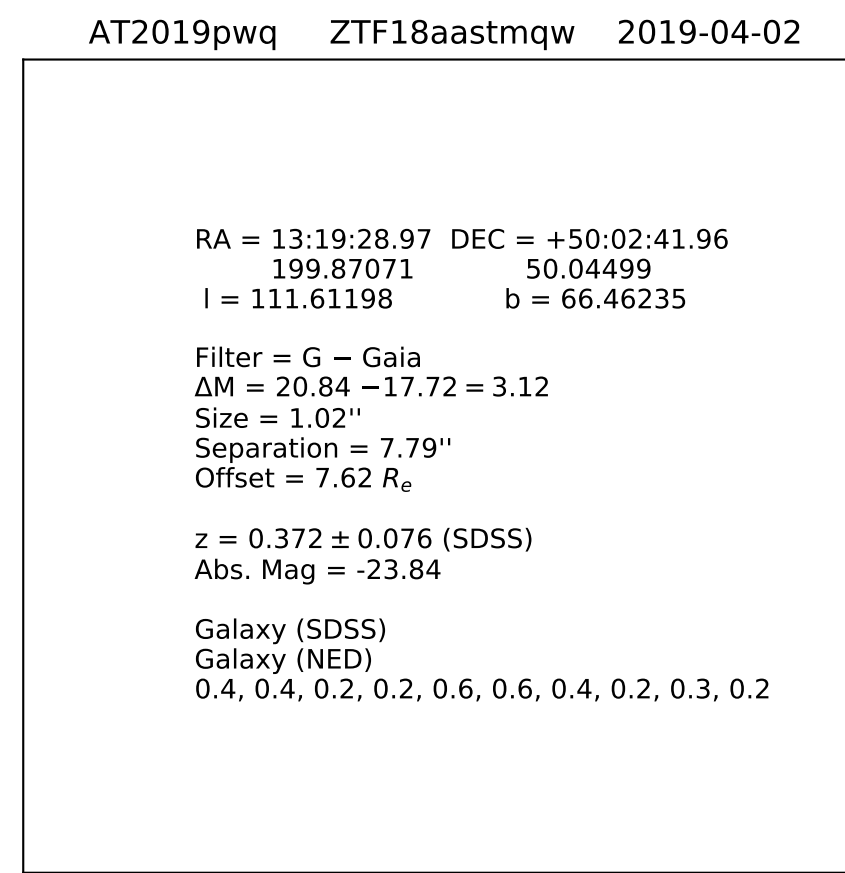 AT2019pwq ZTF18aastmqw 2019-04-02
RA = 13:19:28.97 DEC = +50:02:41.96
199.87071 50.04499
l = 111.61198 b = 66.46235
Filter = G − Gaia
ΔM = 20.84 −17.72 = 3.12
Size = 1.02''
Separation = 7.79''
Offset = 7.62 Re
z = 0.372 ± 0.076 (SDSS)
Abs. Mag = -23.84
Galaxy (SDSS)
Galaxy (NED)
0.4, 0.4, 0.2, 0.2, 0.6, 0.6, 0.4, 0.2, 0.3, 0.2